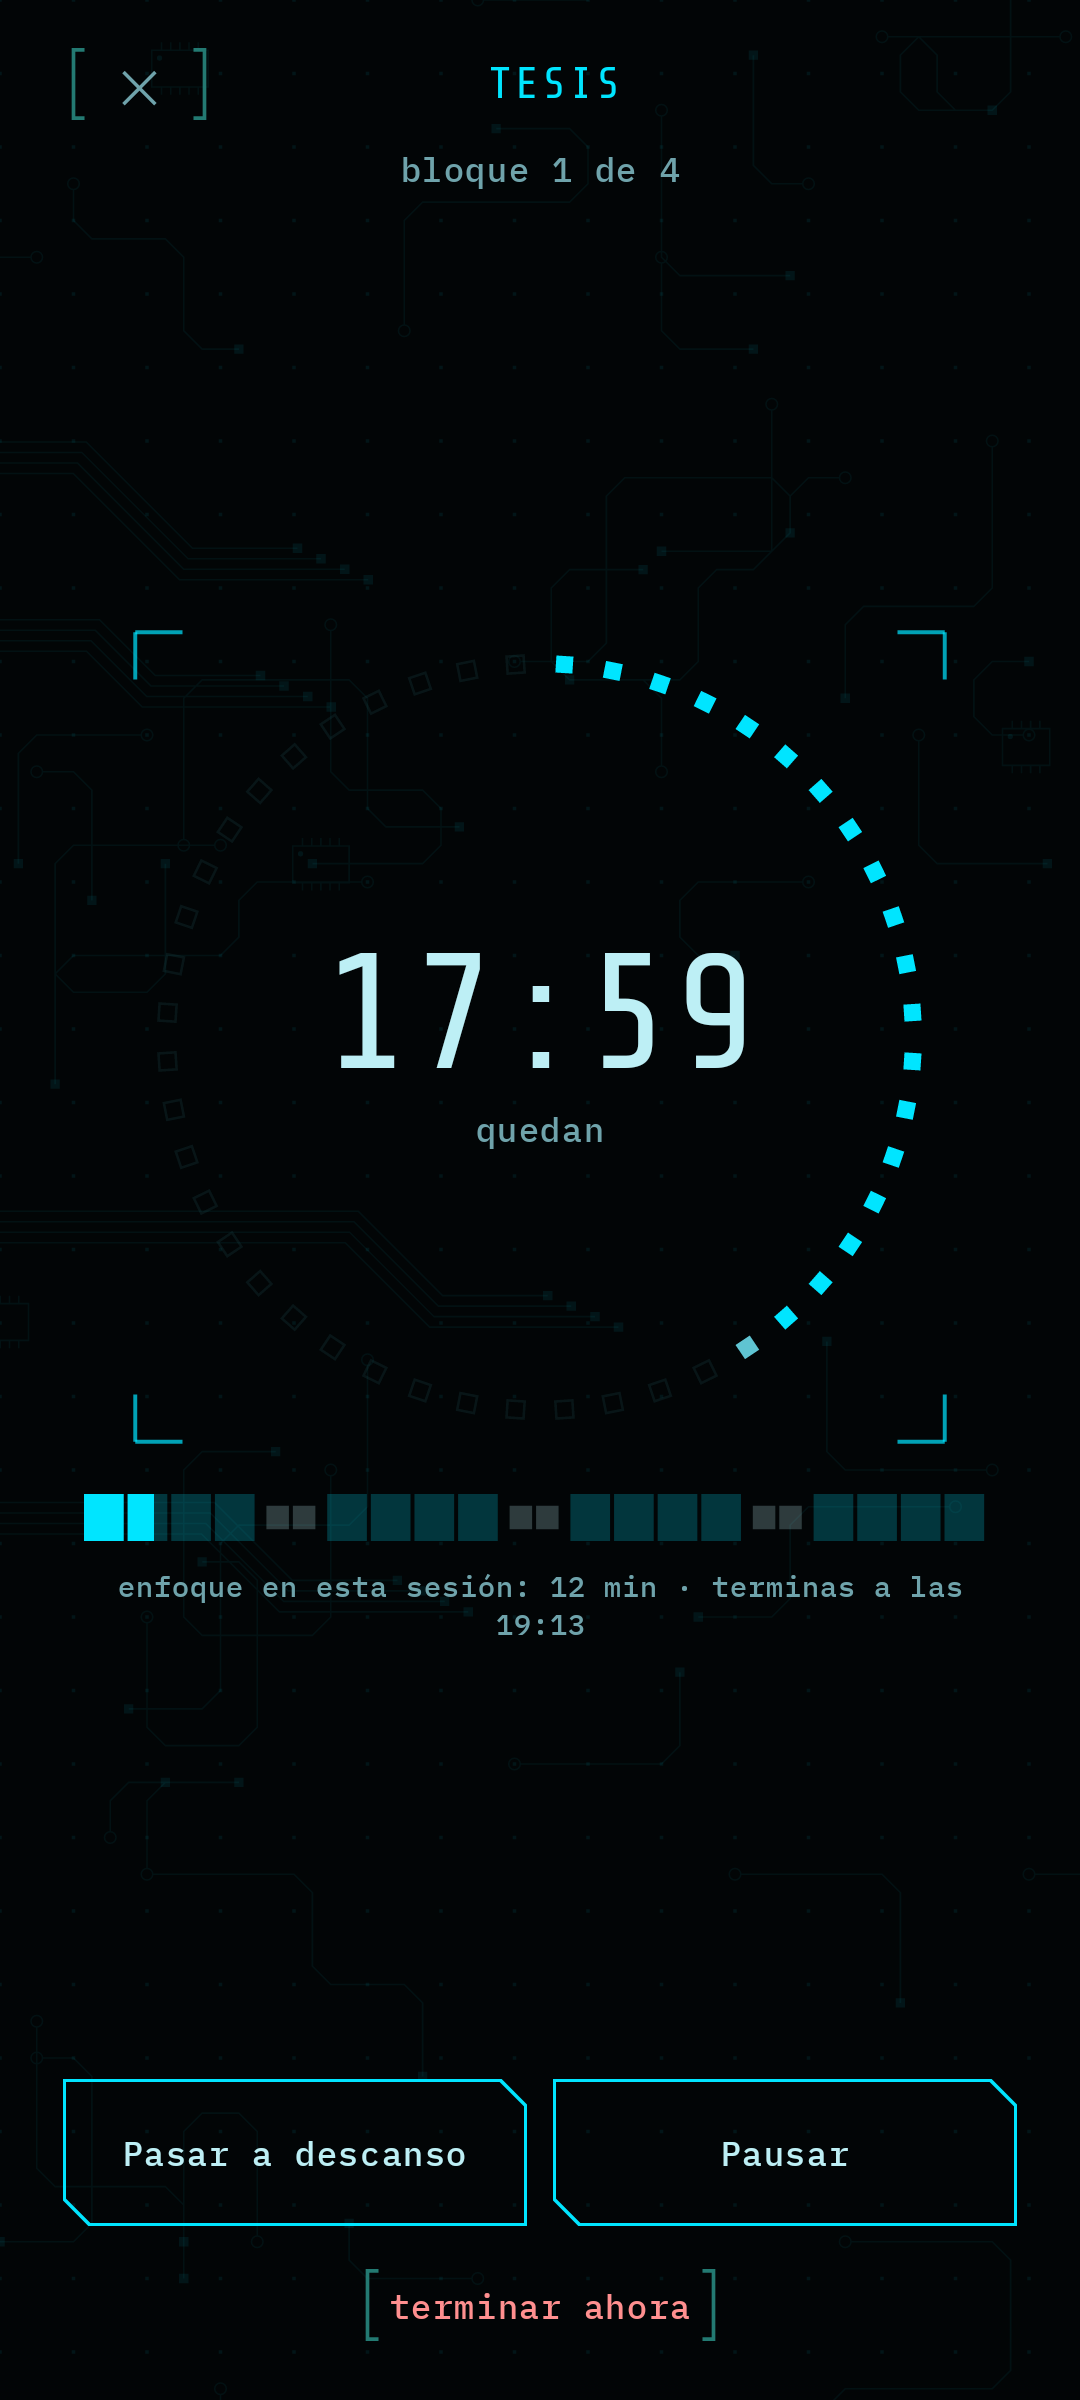 [ × ] TESIS
bloque 1 de 4
17:59
quedan
enfoque en esta sesión: 12 min · terminas a las
19:13
Pasar a descanso
Pausar
[terminar ahora]